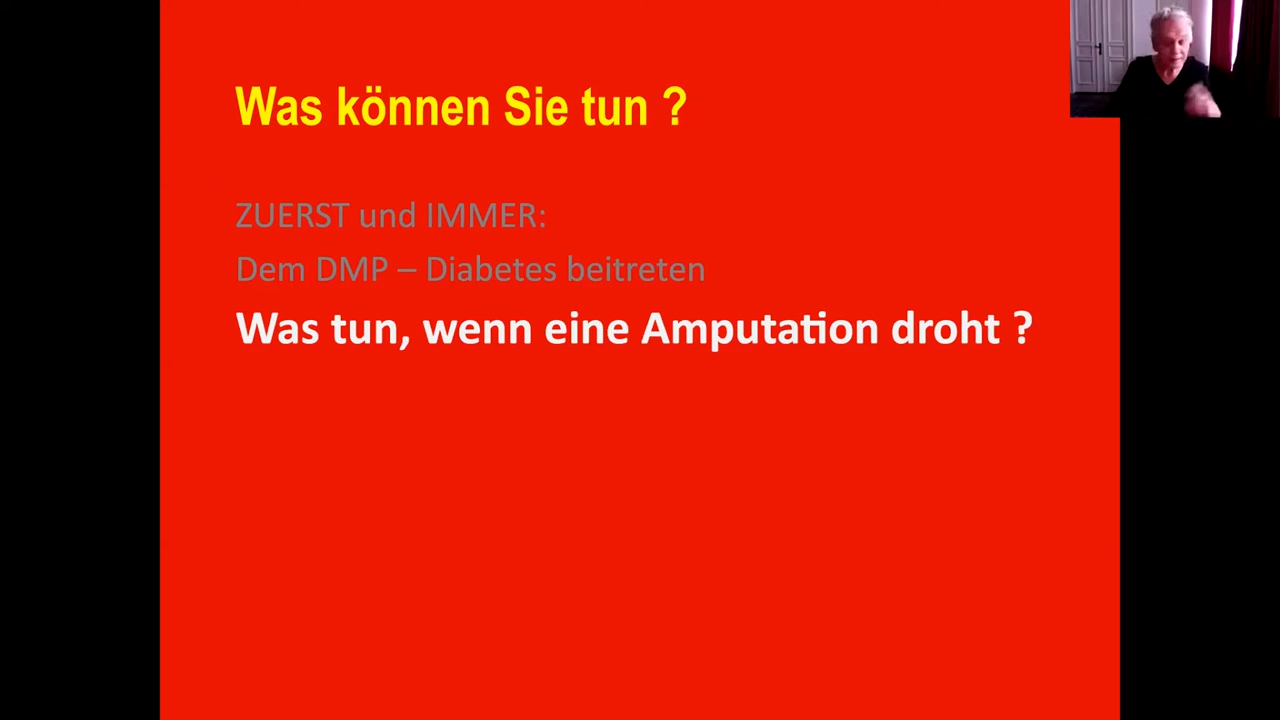 Was können Sie tun ?
ZUERST und IMMER:
Dem DMP – Diabetes beitreten
Was tun, wenn eine Amputation droht ?